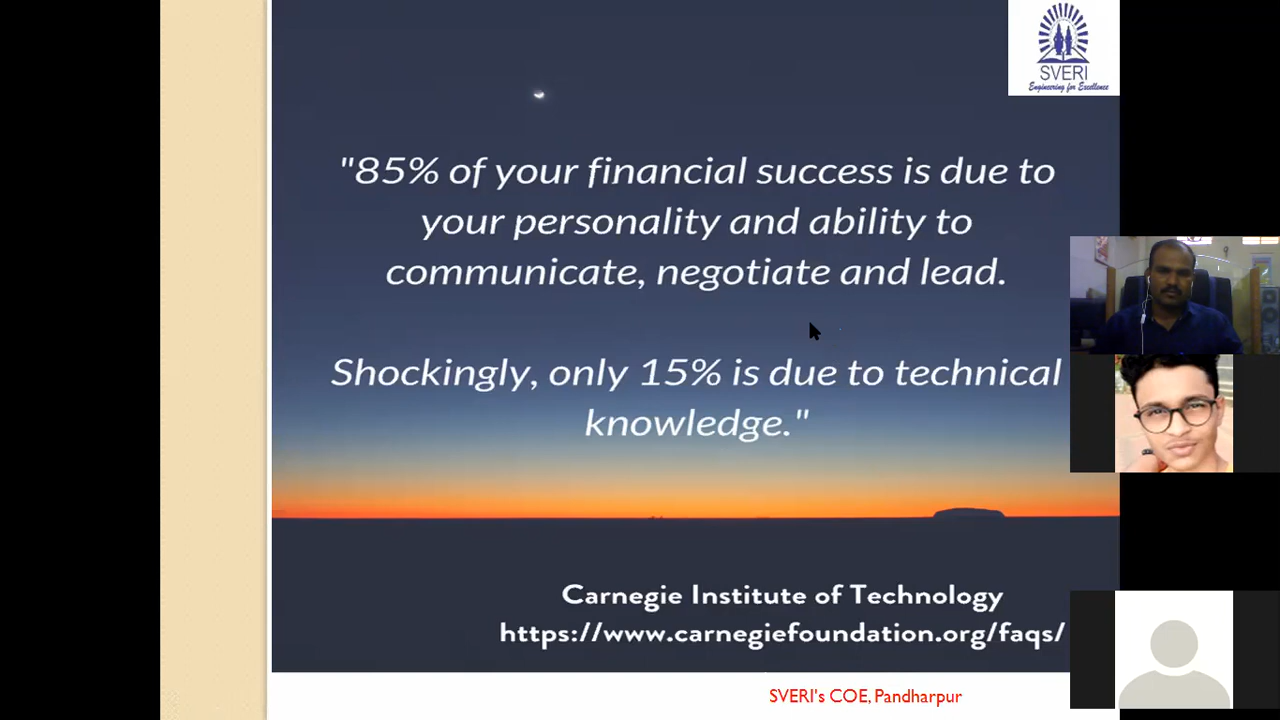 SVERI
Engineering for Excellence
"85% of your financial success is due to
your personality and ability to
communicate, negotiate and lead.
Shockingly, only 15% is due to technical
knowledge."
Carnegie Institute of Technology
https://www.carnegiefoundation.org/faqs/
SVERI's COE, Pandharpur